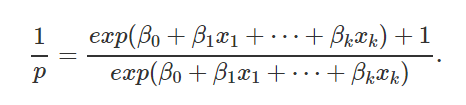 1/p = exp(β₀ + β₁x₁ + ⋯ + βₖxₖ) + 1 / exp(β₀ + β₁x₁ + ⋯ + βₖxₖ).